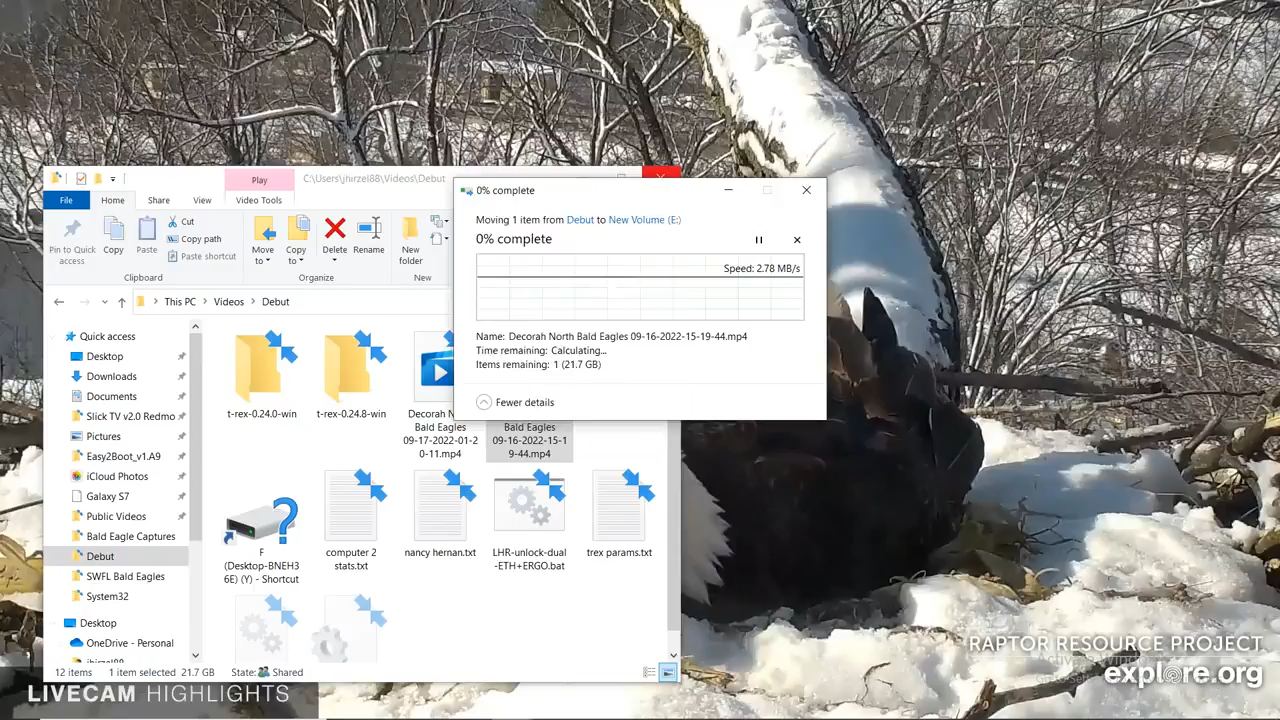 Play
C:\Users\jhirzel88\Videos\Debut
File
Home
Share
View
Video Tools
Pin to Quick
access
Copy
Paste
Cut
Copy path
Paste shortcut
Move
to
Copy
to
Delete
Rename
New
folder
Clipboard
Organize
New
This PC
Videos
Debut
Quick access
Desktop
Downloads
Documents
Slick TV v2.0 Redmo
Pictures
Easy2Boot_v1.A9
iCloud Photos
Galaxy S7
Public Videos
Bald Eagle Captures
Debut
SWFL Bald Eagles
System32
Desktop
OneDrive - Personal
jhirzel88
t-rex-0.24.0-win
t-rex-0.24.8-win
Decorah N
Bald Eagles
09-17-2022-01-2
0-11.mp4
Bald Eagles
09-16-2022-15-1
9-44.mp4
F
(Desktop-BNEH3
6E) (Y) - Shortcut
computer 2
stats.txt
nancy hernan.txt
LHR-unlock-dual
-ETH+ERGO.bat
trex params.txt
12 items
1 item selected 21.7 GB
State: Shared
0% complete
Moving 1 item from Debut to New Volume (E:)
0% complete
Speed: 2.78 MB/s
Name: Decorah North Bald Eagles 09-16-2022-15-19-44.mp4
Time remaining: Calculating...
Items remaining: 1 (21.7 GB)
Fewer details
LIVECAM HIGHLIGHTS
RAPTOR RESOURCE PROJECT
explore.org